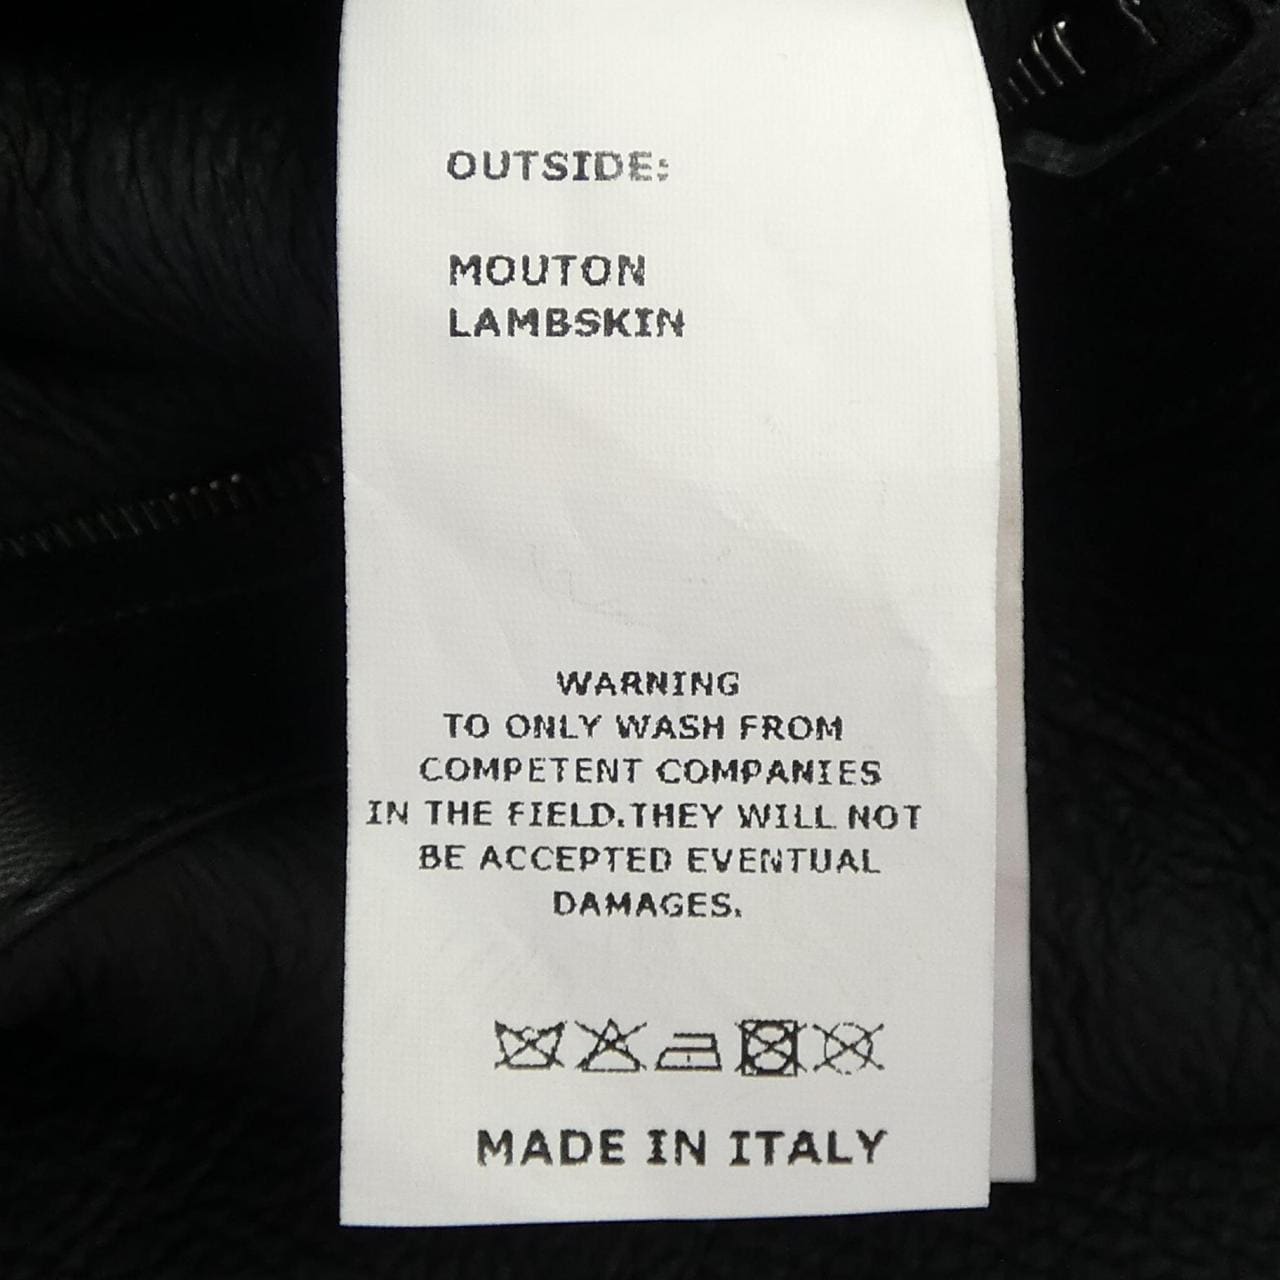 OUTSIDE:
MOUTON
LAMBSKIN
WARNING
TO ONLY WASH FROM
COMPETENT COMPANIES
IN THE FIELD.THEY WILL NOT
BE ACCEPTED EVENTUAL
DAMAGES.
MADE IN ITALY